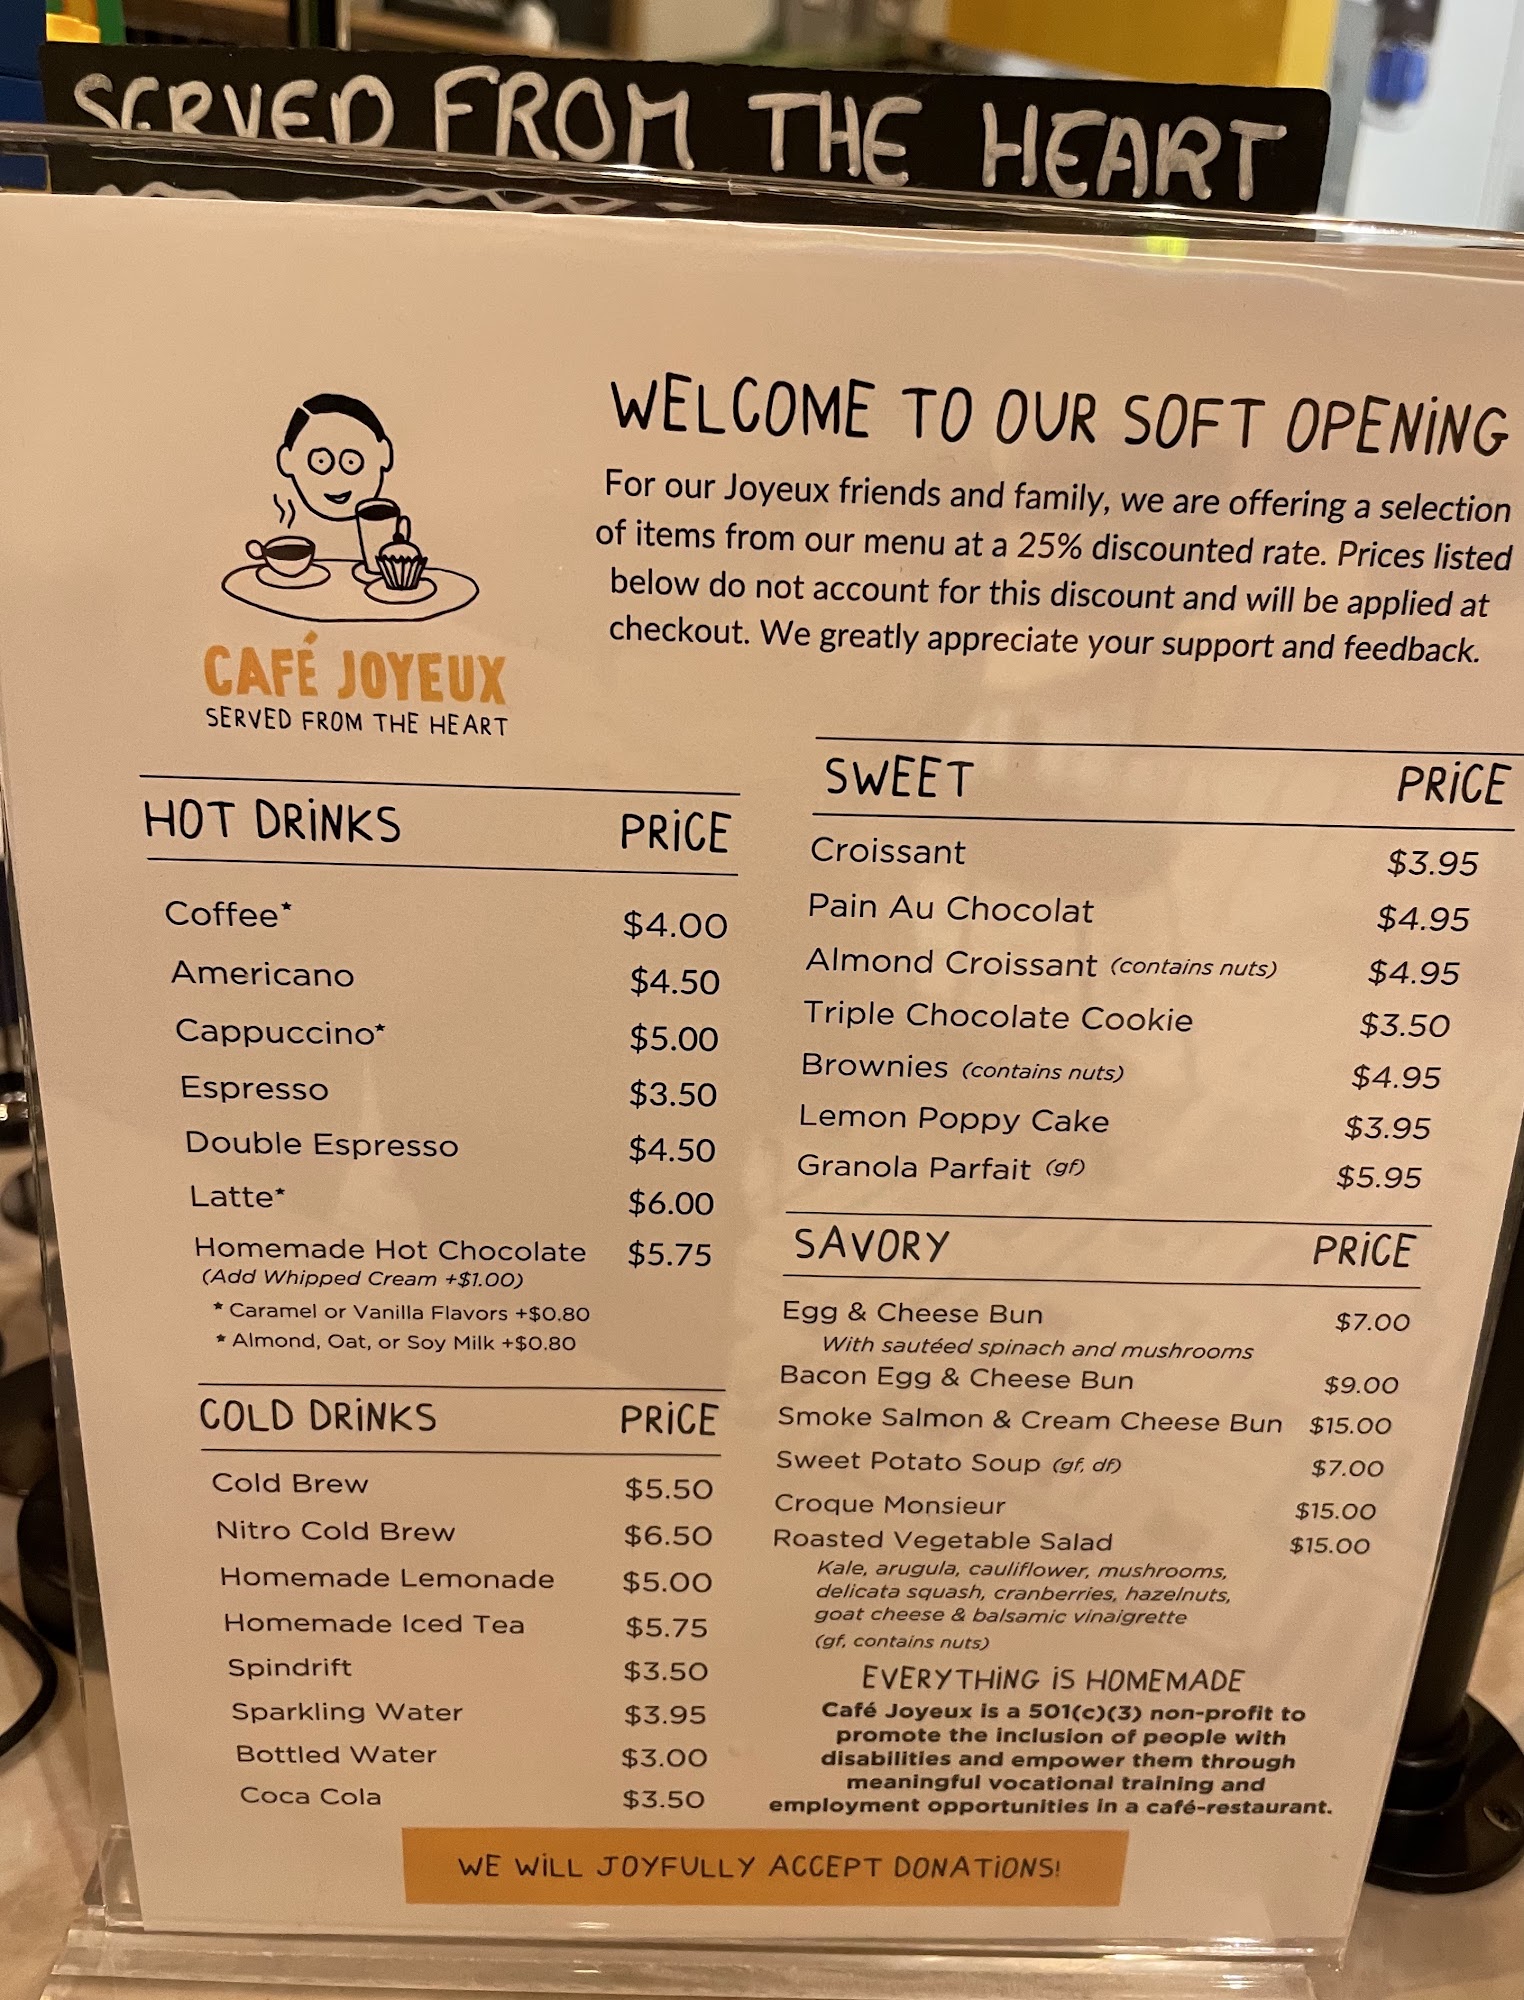 SERVED FROM THE HEART
WELCOME TO OUR SOFT OPENING
For our Joyeux friends and family, we are offering a selection
of items from our menu at a 25% discounted rate. Prices listed
below do not account for this discount and will be applied at
checkout. We greatly appreciate your support and feedback.
CAFÉ JOYEUX
SERVED FROM THE HEART
HOT DRINKS PRICE
Coffee* $4.00
Americano $4.50
Cappuccino* $5.00
Espresso $3.50
Double Espresso $4.50
Latte* $6.00
Homemade Hot Chocolate $5.75
(Add Whipped Cream +$1.00)
* Caramel or Vanilla Flavors +$0.80
* Almond, Oat, or Soy Milk +$0.80
COLD DRINKS PRICE
Cold Brew $5.50
Nitro Cold Brew $6.50
Homemade Lemonade $5.00
Homemade Iced Tea $5.75
Spindrift $3.50
Sparkling Water $3.95
Bottled Water $3.00
Coca Cola $3.50
SWEET PRICE
Croissant $3.95
Pain Au Chocolat $4.95
Almond Croissant (contains nuts) $4.95
Triple Chocolate Cookie $3.50
Brownies (contains nuts) $4.95
Lemon Poppy Cake $3.95
Granola Parfait (gf) $5.95
SAVORY PRICE
Egg & Cheese Bun $7.00
With sautéed spinach and mushrooms
Bacon Egg & Cheese Bun $9.00
Smoke Salmon & Cream Cheese Bun $15.00
Sweet Potato Soup (gf, df) $7.00
Croque Monsieur $15.00
Roasted Vegetable Salad $15.00
Kale, arugula, cauliflower, mushrooms,
delicata squash, cranberries, hazelnuts,
goat cheese & balsamic vinaigrette
(gf, contains nuts)
EVERYTHING IS HOMEMADE
Café Joyeux is a 501(c)(3) non-profit to
promote the inclusion of people with
disabilities and empower them through
meaningful vocational training and
employment opportunities in a café-restaurant.
WE WILL JOYFULLY ACCEPT DONATIONS!